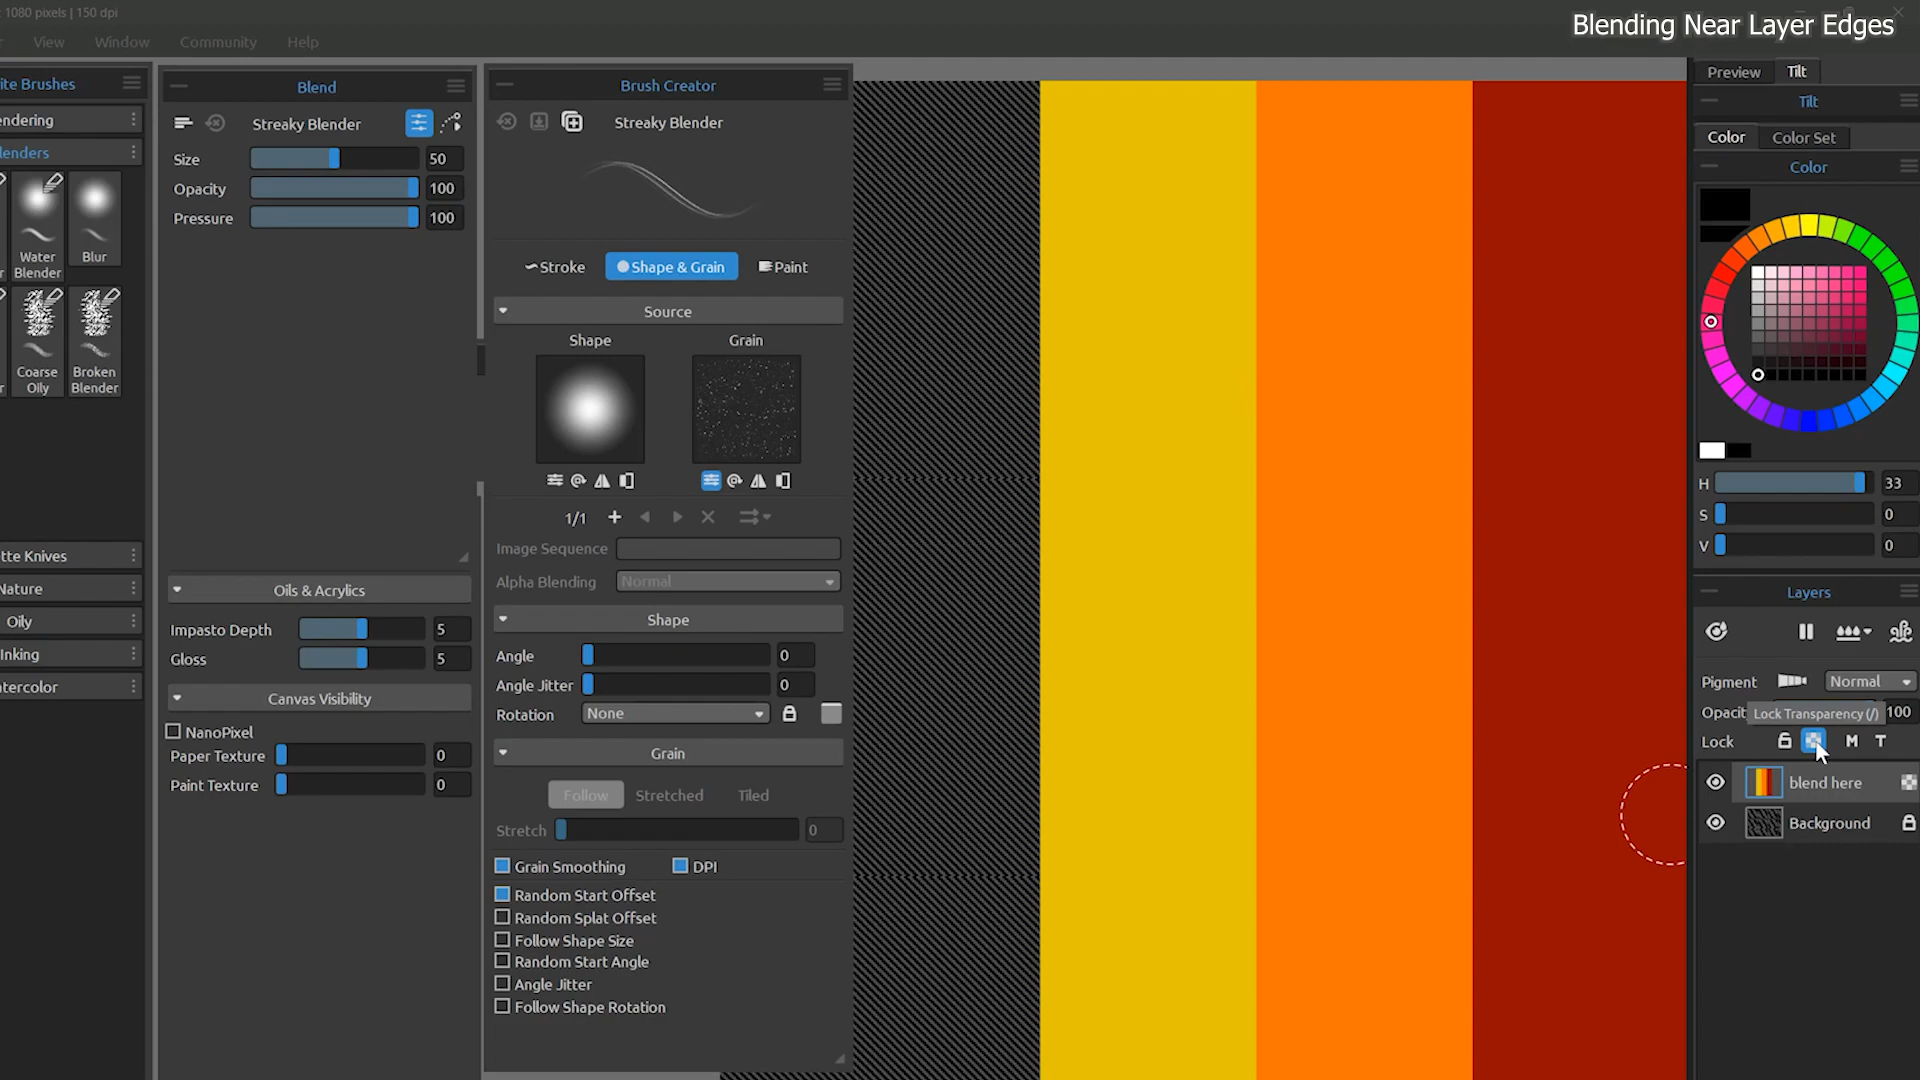 : 1080 pixels | 150 dpi
Blending Near Layer Edges
View Window Community Help
ite Brushes
endering
lenders
Water Blender
Blur
Coarse Oily
Broken Blender
tte Knives
Nature
Oily
Inking
tercolor
Blend
Streaky Blender
Size 50
Opacity 100
Pressure 100
Oils & Acrylics
Impasto Depth 5
Gloss 5
Canvas Visibility
NanoPixel
Paper Texture 0
Paint Texture 0
Brush Creator
Streaky Blender
Stroke Shape & Grain Paint
Source
Shape Grain
1/1
Image Sequence
Alpha Blending Normal
Shape
Angle 0
Angle Jitter 0
Rotation None
Grain
Follow Stretched Tiled
Stretch 0
Grain Smoothing DPI
Random Start Offset
Random Splat Offset
Follow Shape Size
Random Start Angle
Angle Jitter
Follow Shape Rotation
Preview Tilt
Tilt
Color Color Set
Color
H 33
S 0
V 0
Layers
Pigment Normal
Opacit 100
Lock Transparency (/)
Lock M T
blend here
Background